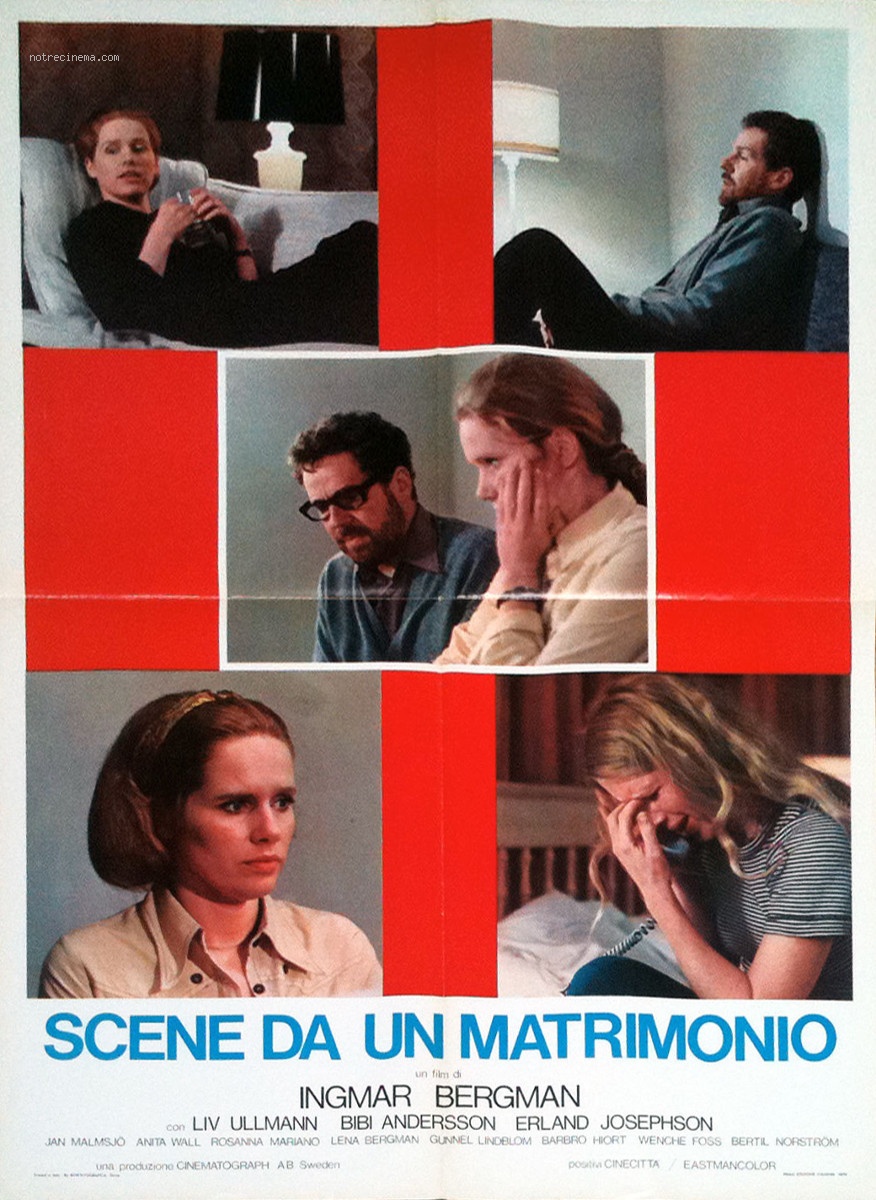 notrecinema.com
SCENE DA UN MATRIMONIO
un film di
INGMAR BERGMAN
con LIV ULLMANN BIBI ANDERSSON ERLAND JOSEPHSON
JAN MALMSJÖ ANITA WALL ROSANNA MARIANO LENA BERGMAN GUNNEL LINDBLOM BARBRO HIORT WENCHE FOSS BERTIL NORSTRÖM
una produzione CINEMATOGRAPH AB Sweden positivi CINECITTA' / EASTMANCOLOR